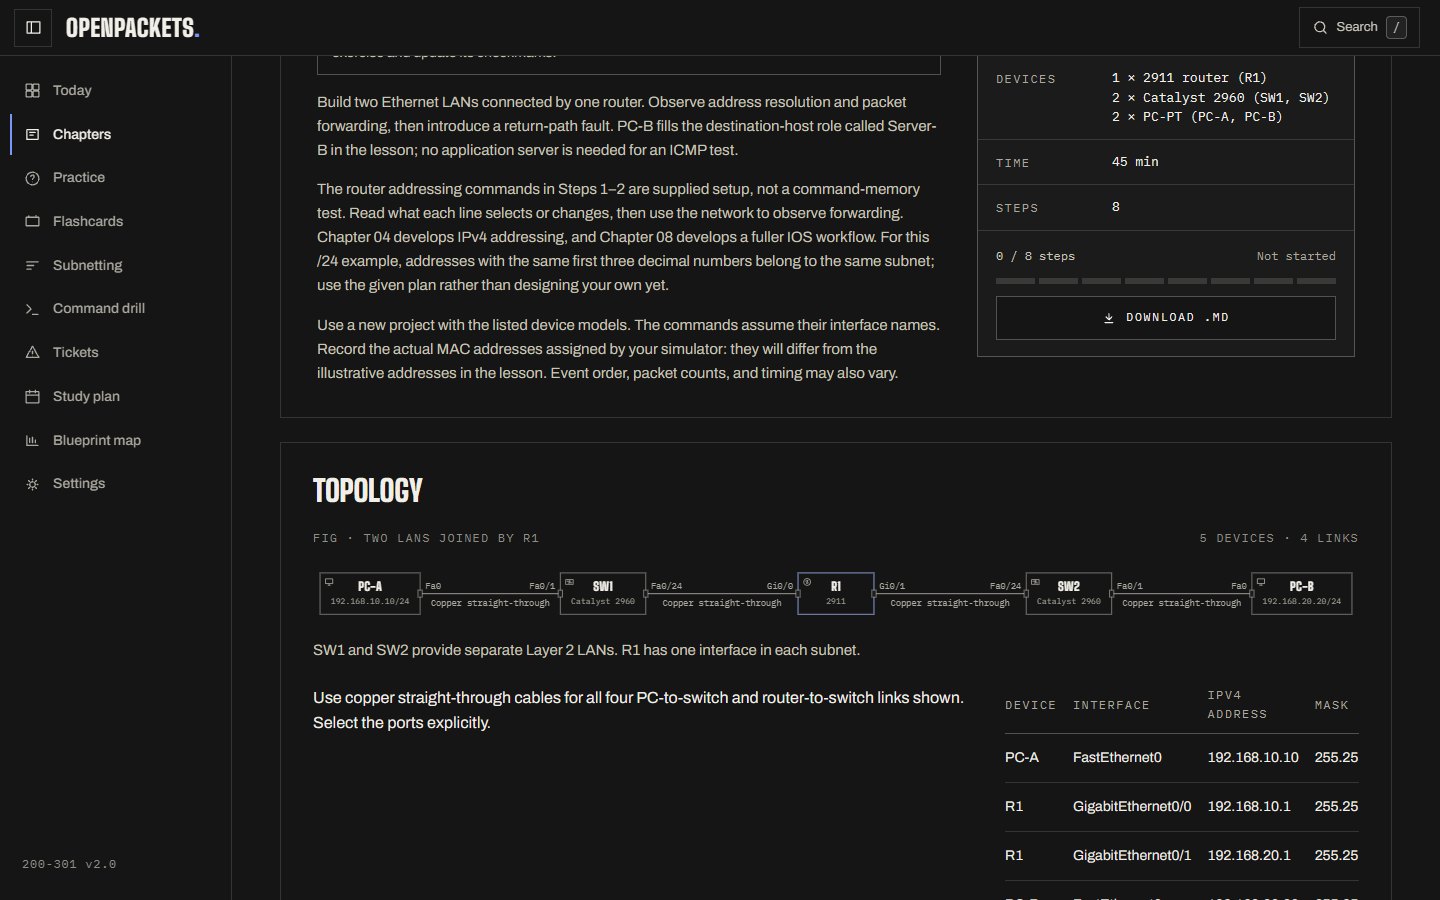 OPENPACKETS.
Search /
Today
Chapters
Practice
Flashcards
Subnetting
Command drill
Tickets
Study plan
Blueprint map
Settings
200-301 v2.0
Build two Ethernet LANs connected by one router. Observe address resolution and packet
forwarding, then introduce a return-path fault. PC-B fills the destination-host role called Server-
B in the lesson; no application server is needed for an ICMP test.
The router addressing commands in Steps 1–2 are supplied setup, not a command-memory
test. Read what each line selects or changes, then use the network to observe forwarding.
Chapter 04 develops IPv4 addressing, and Chapter 08 develops a fuller IOS workflow. For this
/24 example, addresses with the same first three decimal numbers belong to the same subnet;
use the given plan rather than designing your own yet.
Use a new project with the listed device models. The commands assume their interface names.
Record the actual MAC addresses assigned by your simulator: they will differ from the
illustrative addresses in the lesson. Event order, packet counts, and timing may also vary.
DEVICES
1 × 2911 router (R1)
2 × Catalyst 2960 (SW1, SW2)
2 × PC-PT (PC-A, PC-B)
TIME 45 min
STEPS 8
0 / 8 steps Not started
DOWNLOAD .MD
TOPOLOGY
FIG · TWO LANS JOINED BY R1
5 DEVICES · 4 LINKS
PC-A
192.168.10.10/24
Fa0 Fa0/1
Copper straight-through
SW1
Catalyst 2960
Fa0/24 Gi0/0
Copper straight-through
R1
2911
Gi0/1 Fa0/24
Copper straight-through
SW2
Catalyst 2960
Fa0/1 Fa0
Copper straight-through
PC-B
192.168.20.20/24
SW1 and SW2 provide separate Layer 2 LANs. R1 has one interface in each subnet.
Use copper straight-through cables for all four PC-to-switch and router-to-switch links shown.
Select the ports explicitly.
DEVICE INTERFACE IPV4 ADDRESS MASK
PC-A FastEthernet0 192.168.10.10 255.25
R1 GigabitEthernet0/0 192.168.10.1 255.25
R1 GigabitEthernet0/1 192.168.20.1 255.25